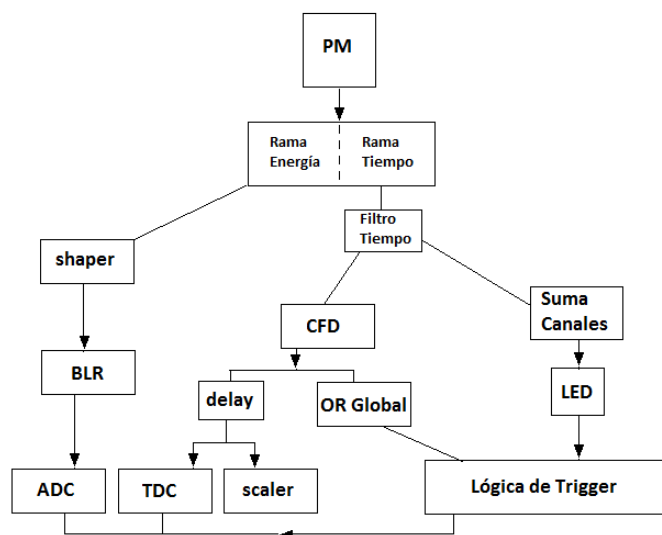 PM
Rama
Energía
Rama
Tiempo
Filtro
Tiempo
shaper
Suma
Canales
CFD
BLR
delay
OR Global
LED
ADC
TDC
scaler
Lógica de Trigger